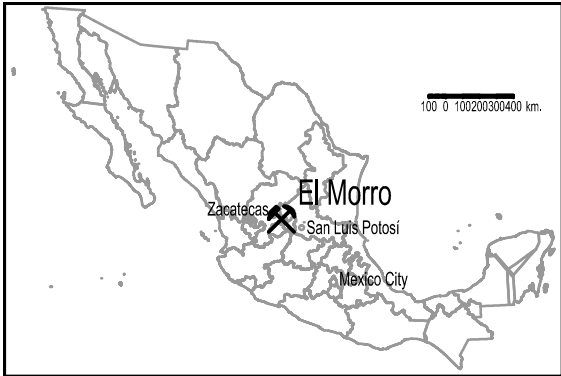 100 0 100200300400 km.
El Morro
Zacatecas
San Luis Potosí
Mexico City